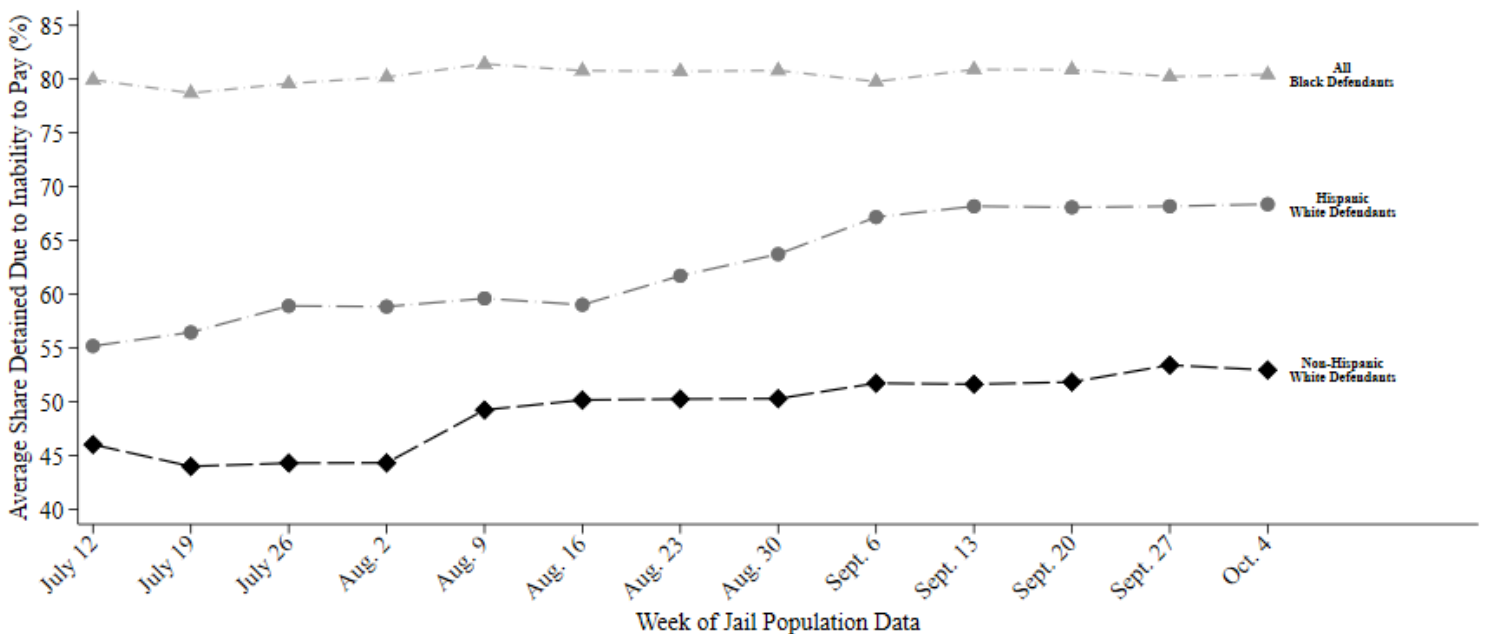 Average Share Detained Due to Inability to Pay (%)
85
80
75
70
65
60
55
50
45
40
All
Black Defendants
Hispanic
White Defendants
Non-Hispanic
White Defendants
July 12
July 19
July 26
Aug. 2
Aug. 9
Aug. 16
Aug. 23
Aug. 30
Sept. 6
Sept. 13
Sept. 20
Sept. 27
Oct. 4
Week of Jail Population Data